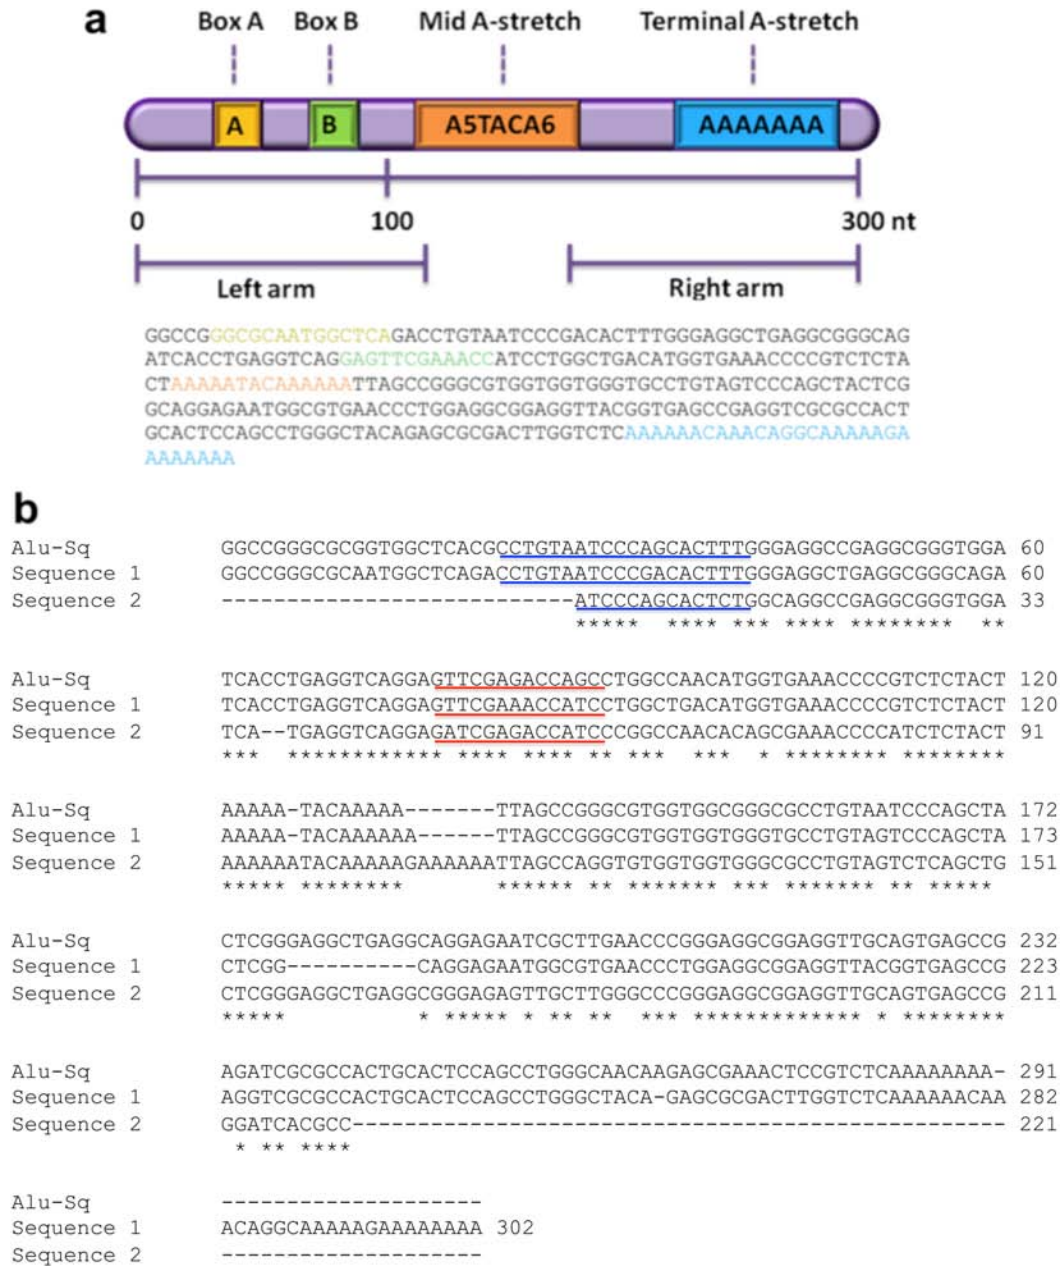 a
Box A Box B Mid A-stretch Terminal A-stretch
A B A5TACA6 AAAAAAA
0 100 300 nt
Left arm Right arm
GGCCGGGCGCAATGGCTCAGACCTGTAATCCCGACACTTTGGGAGGCTGAGGCGGGCAG
ATCACCTGAGGTCAGGAGTTCGAAACCATCCTGGCTGACATGGTGAAACCCCGTCTCTA
CTAAAAATACAAAAAATTAGCCGGGCGTGGTGGTGGGTGCCTGTAGTCCCAGCTACTCG
GCAGGAGAATGGCGTGAACCCTGGAGGCGGAGGTTACGGTGAGCCGAGGTCGCGCCACT
GCACTCCAGCCTGGGCTACAGAGCGCGACTTGGTCTCAAAAAACAAACAGGCAAAAAGA
AAAAAAA
b
Alu-Sq GGCCGGGCGCGGTGGCTCACGCCTGTAATCCCAGCACTTTGGGAGGCCGAGGCGGGTGGA 60
Sequence 1 GGCCGGGCGCAATGGCTCAGACCTGTAATCCCGACACTTTGGGAGGCTGAGGCGGGCAGA 60
Sequence 2 ---------------------------ATCCCAGCACTCTGGCAGGCCGAGGCGGGTGGA 33
***** **** *** **** ******** **
Alu-Sq TCACCTGAGGTCAGGAGTTCGAGACCAGCCTGGCCAACATGGTGAAACCCCGTCTCTACT 120
Sequence 1 TCACCTGAGGTCAGGAGTTCGAAACCATCCTGGCTGACATGGTGAAACCCCGTCTCTACT 120
Sequence 2 TCA--TGAGGTCAGGAGATCGAGACCATCCCGGCCAACACAGCGAAACCCCATCTCTACT 91
*** ************ **** **** ** *** *** * ******** ********
Alu-Sq AAAAA-TACAAAAA-------TTAGCCGGGCGTGGTGGCGGGCGCCTGTAATCCCAGCTA 172
Sequence 1 AAAAA-TACAAAAAA------TTAGCCGGGCGTGGTGGTGGGTGCCTGTAGTCCCAGCTA 173
Sequence 2 AAAAAATACAAAAAGAAAAAATTAGCCAGGTGTGGTGGTGGGCGCCTGTAGTCTCAGCTG 151
***** ******** ****** ** ******* *** ******* ** *****
Alu-Sq CTCGGGAGGCTGAGGCAGGAGAATCGCTTGAACCCGGGAGGCGGAGGTTGCAGTGAGCCG 232
Sequence 1 CTCGG----------CAGGAGAATGGCGTGAACCCTGGAGGCGGAGGTTACGGTGAGCCG 223
Sequence 2 CTCGGGAGGCTGAGGCGGGAGAGTTGCTTGGGCCCGGGAGGCGGAGGTTGCAGTGAGCCG 211
***** * ***** * ** ** *** ************* * ********
Alu-Sq AGATCGCGCCACTGCACTCCAGCCTGGGCAACAAGAGCGAAACTCCGTCTCAAAAAAAA- 291
Sequence 1 AGGTCGCGCCACTGCACTCCAGCCTGGGCTACA-GAGCGCGACTTGGTCTCAAAAAACAA 282
Sequence 2 GGATCACGCC-------------------------------------------------- 221
* ** ****
Alu-Sq --------------------
Sequence 1 ACAGGCAAAAAGAAAAAAAA 302
Sequence 2 --------------------